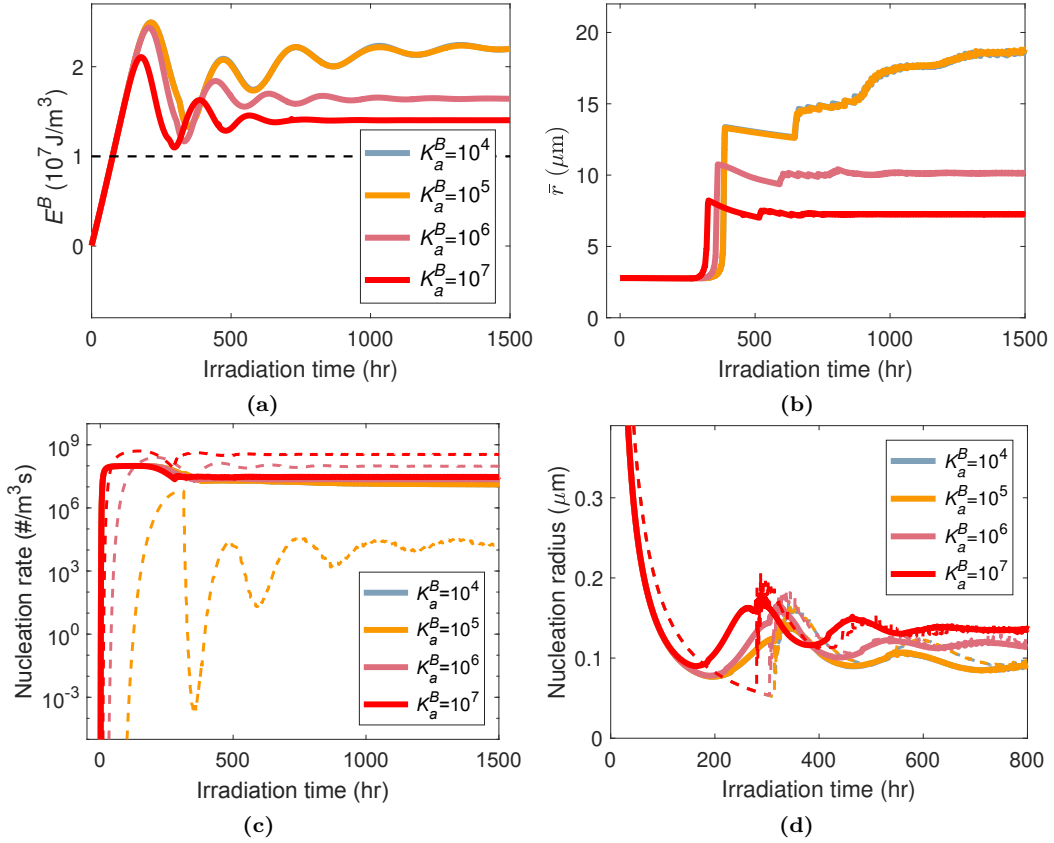 E^B (10^7 J/m^3)
2
1
0
K_a^B=10^4
K_a^B=10^5
K_a^B=10^6
K_a^B=10^7
0 500 1000 1500
Irradiation time (hr)
(a)
r̄ (μm)
20
15
10
5
0
0 500 1000 1500
Irradiation time (hr)
(b)
Nucleation rate (#/m^3s)
10^9
10^6
10^3
10^0
10^-3
K_a^B=10^4
K_a^B=10^5
K_a^B=10^6
K_a^B=10^7
0 500 1000 1500
Irradiation time (hr)
(c)
Nucleation radius (μm)
0.3
0.2
0.1
0
K_a^B=10^4
K_a^B=10^5
K_a^B=10^6
K_a^B=10^7
0 200 400 600 800
Irradiation time (hr)
(d)